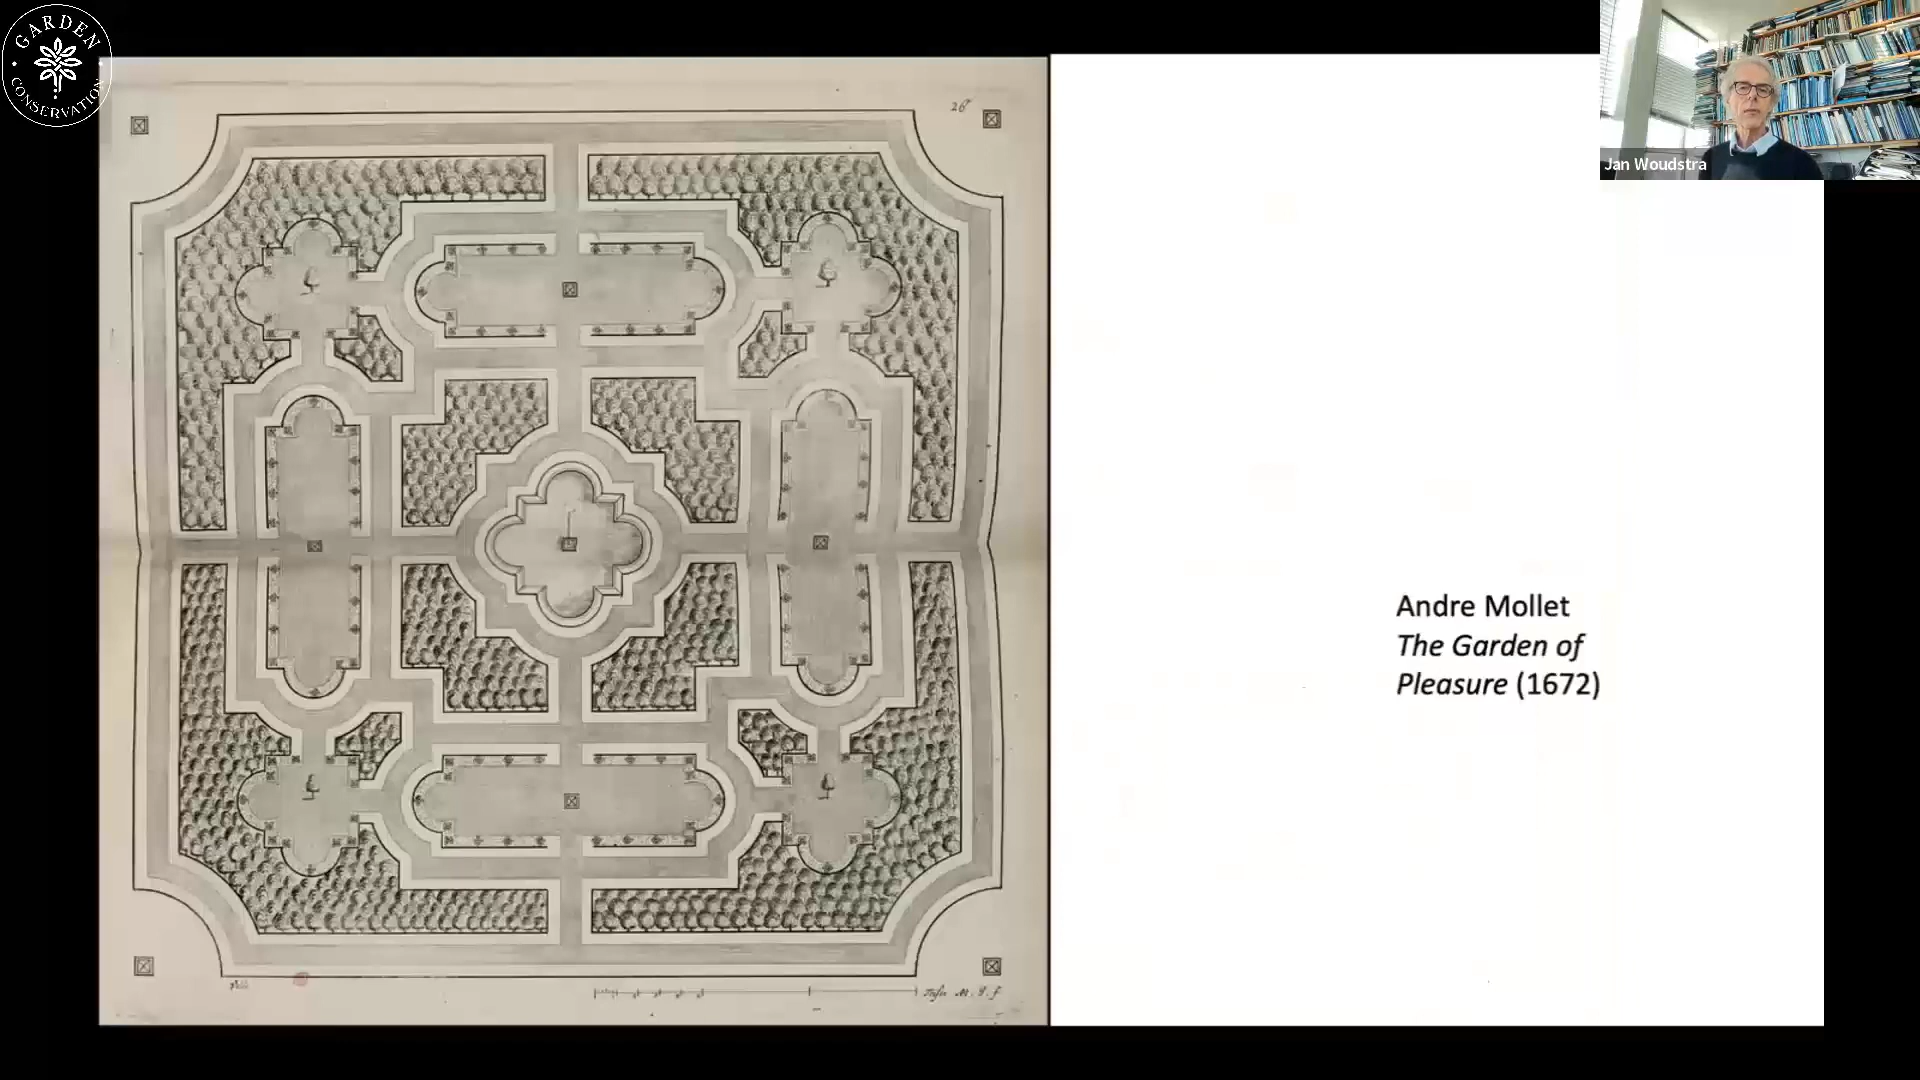 GARDEN
CONSERVATION
26
Jan Woudstra
Andre Mollet
The Garden of
Pleasure (1672)